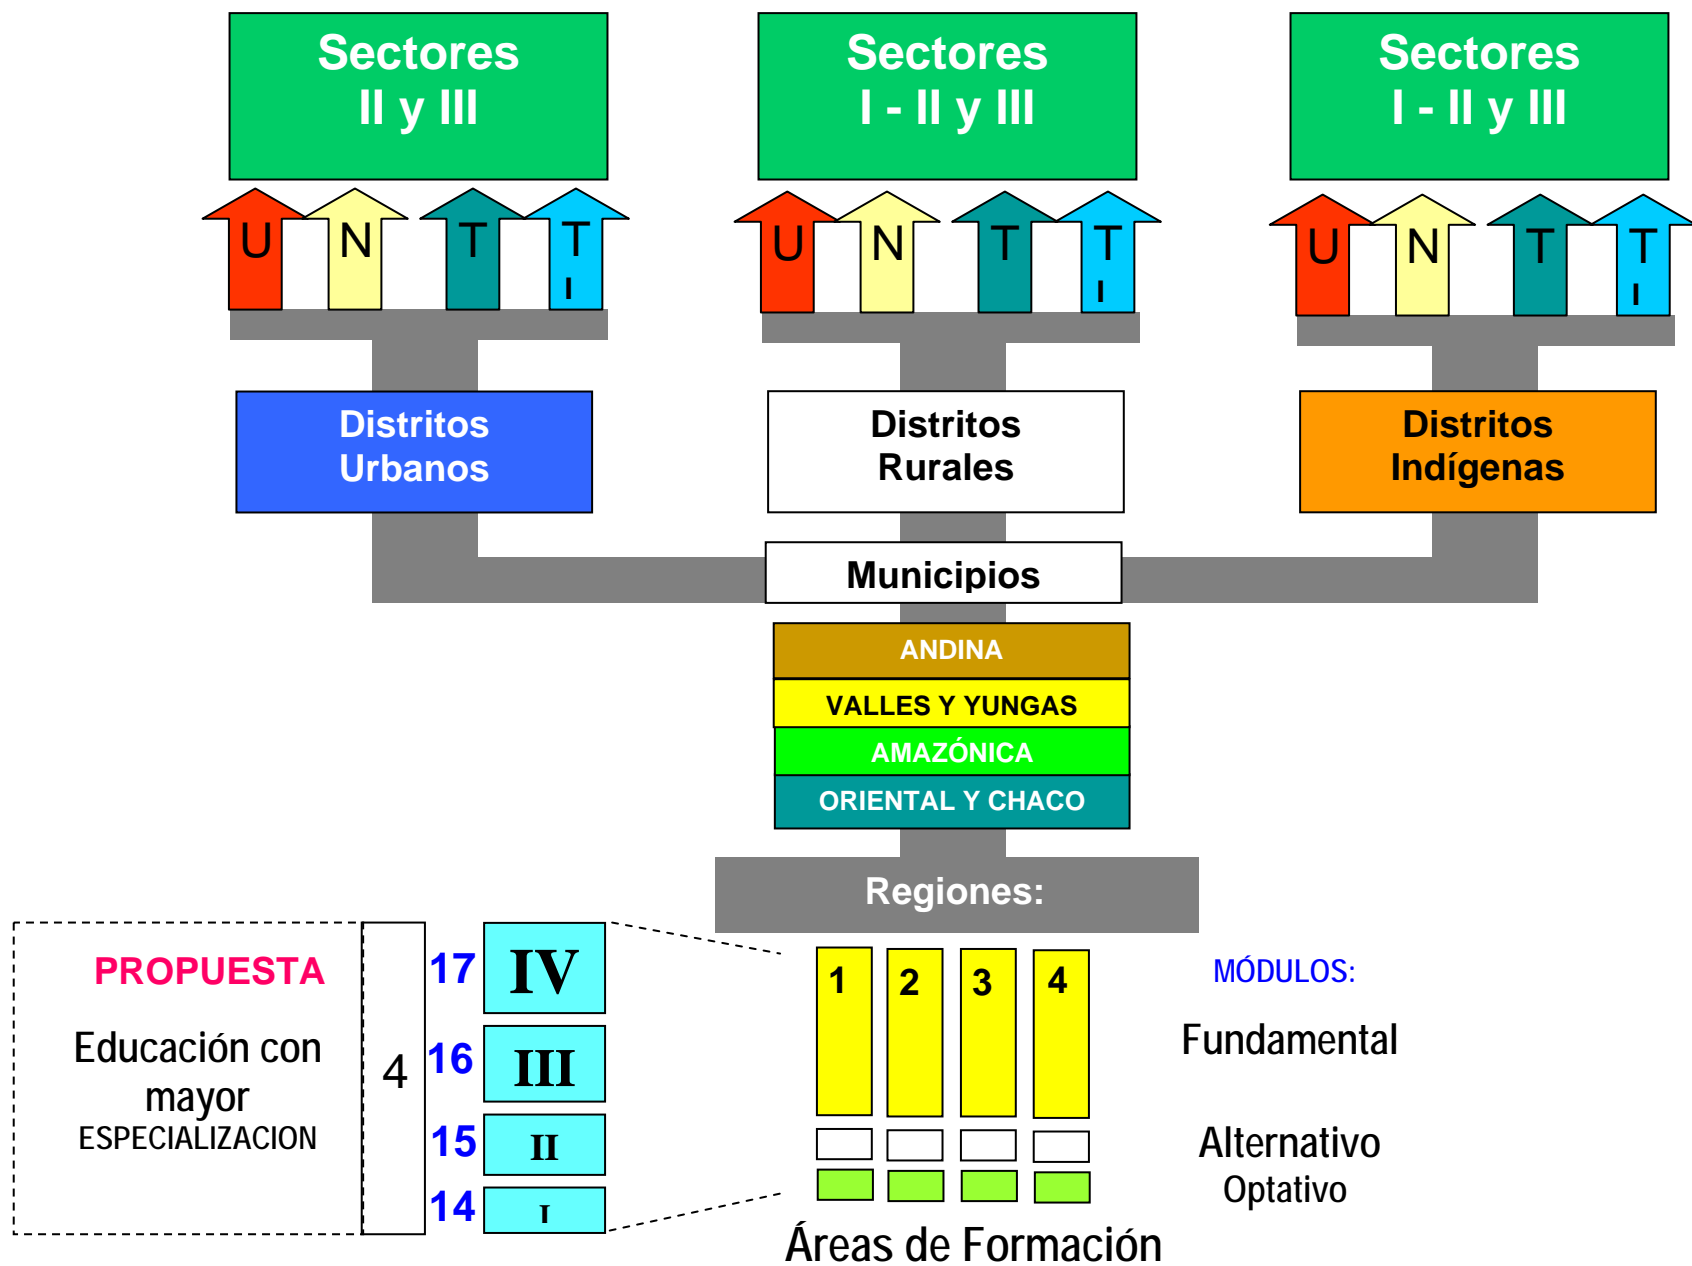 Sectores
II y III
Sectores
I - II y III
Sectores
I - II y III
U N T T
I
U N T T
I
U N T T
I
Distritos
Urbanos
Distritos
Rurales
Distritos
Indígenas
Municipios
ANDINA
VALLES Y YUNGAS
AMAZÓNICA
ORIENTAL Y CHACO
Regiones:
PROPUESTA
Educación con
mayor
ESPECIALIZACION
4
17 IV
16 III
15 II
14 I
1 2 3 4
MÓDULOS:
Fundamental
Alternativo
Optativo
Áreas de Formación